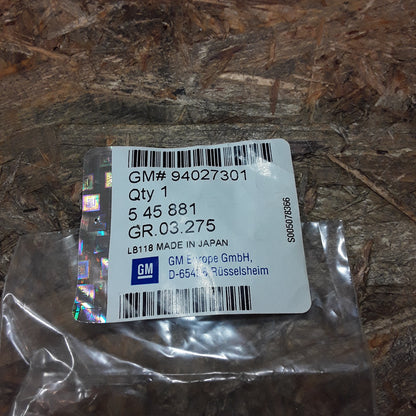 GM# 94027301
Qty 1
5 45 881
GR.03.275
LB118 MADE IN JAPAN
GM
GM Europe GmbH,
D-65423 Rüsselsheim
S005078366